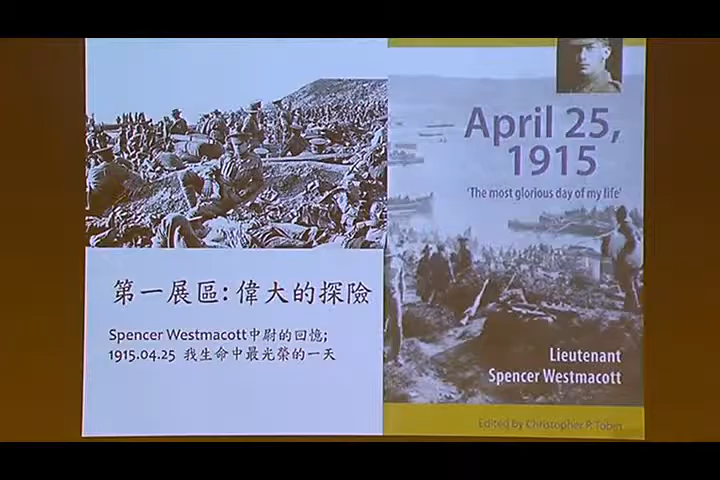 第一展區:偉大的探險
Spencer Westmacott中尉的回憶;
1915.04.25 我生命中最光榮的一天
April 25,
1915
'The most glorious day of my life'
Lieutenant
Spencer Westmacott
Edited by Christopher P. Tobin